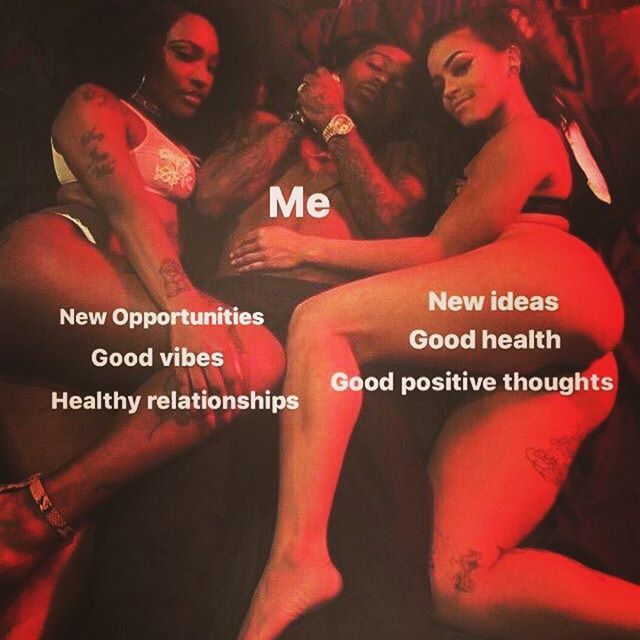 Me
New Opportunities
Good vibes
Healthy relationships
New ideas
Good health
Good positive thoughts